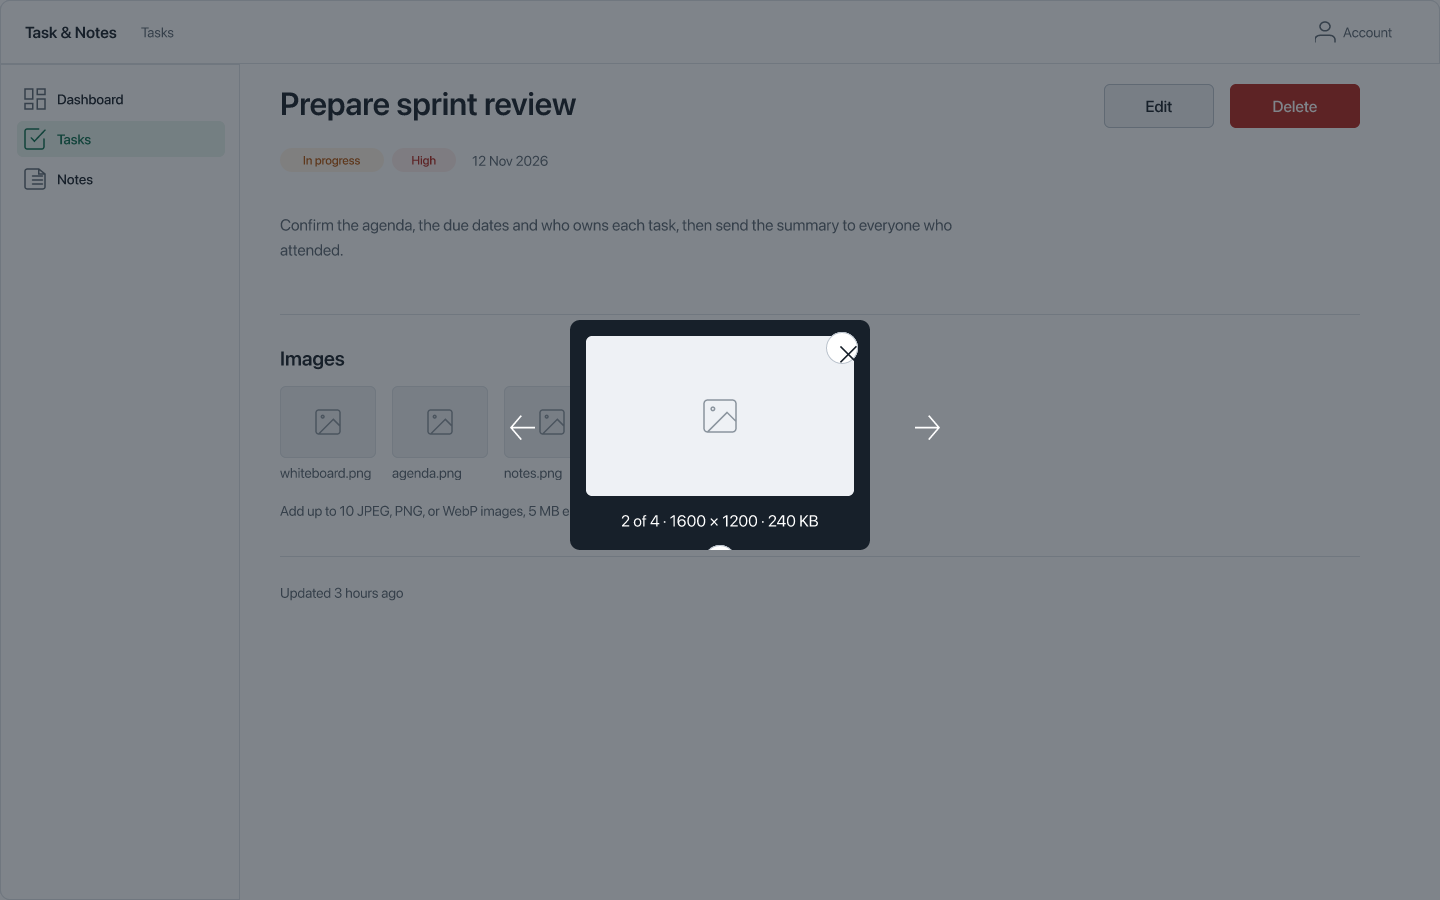 Task & Notes
Tasks
Account
Dashboard
Tasks
Notes
Prepare sprint review
Edit
Delete
In progress
High
12 Nov 2026
Confirm the agenda, the due dates and who owns each task, then send the summary to everyone who
attended.
Images
whiteboard.png
agenda.png
notes.png
Add up to 10 JPEG, PNG, or WebP images, 5 MB
2 of 4 · 1600 × 1200 · 240 KB
Updated 3 hours ago